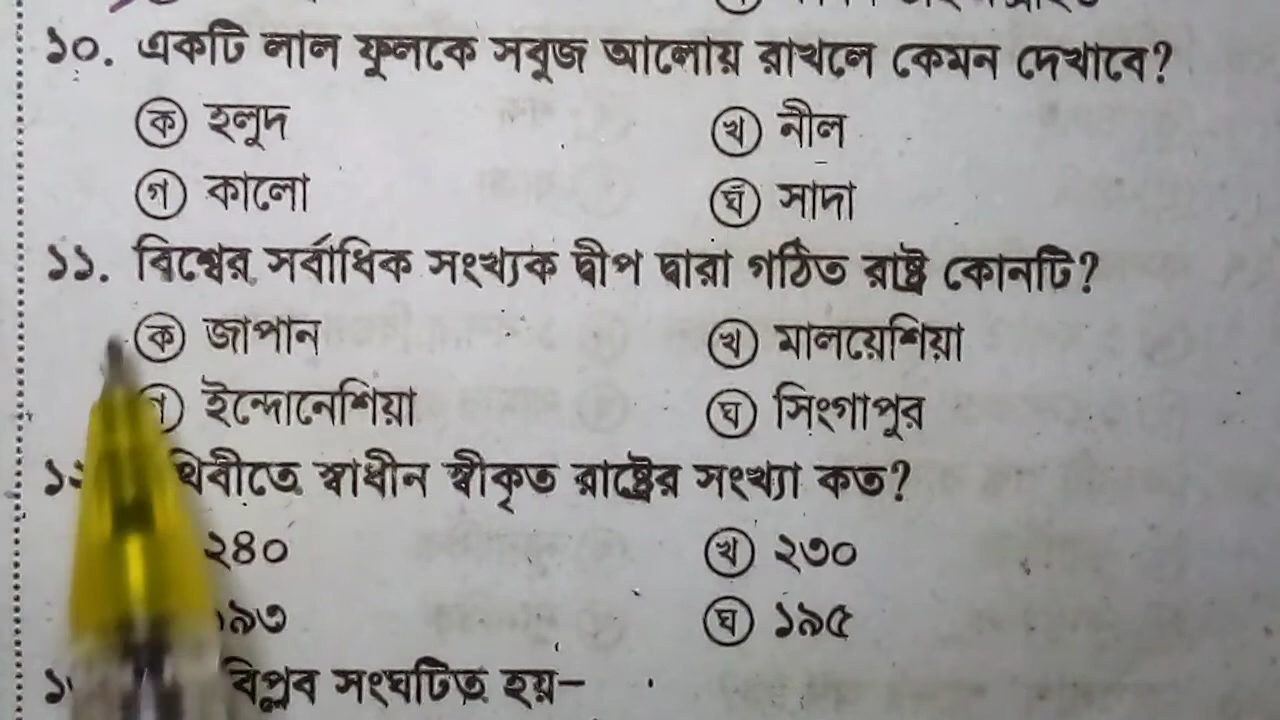 ১০. একটি লাল ফুলকে সবুজ আলোয় রাখলে কেমন দেখাবে?
ক হলুদ খ নীল
গ কালো ঘ সাদা
১১. বিশ্বের সর্বাধিক সংখ্যক দ্বীপ দ্বারা গঠিত রাষ্ট্র কোনটি?
ক জাপান খ মালয়েশিয়া
ইন্দোনেশিয়া ঘ সিংগাপুর
স্বাধীন স্বীকৃত রাষ্ট্রের সংখ্যা কত?
২৪০ খ ২৩০
১৯৩ ঘ ১৯৫
বিপ্লব সংঘটিত হয়–